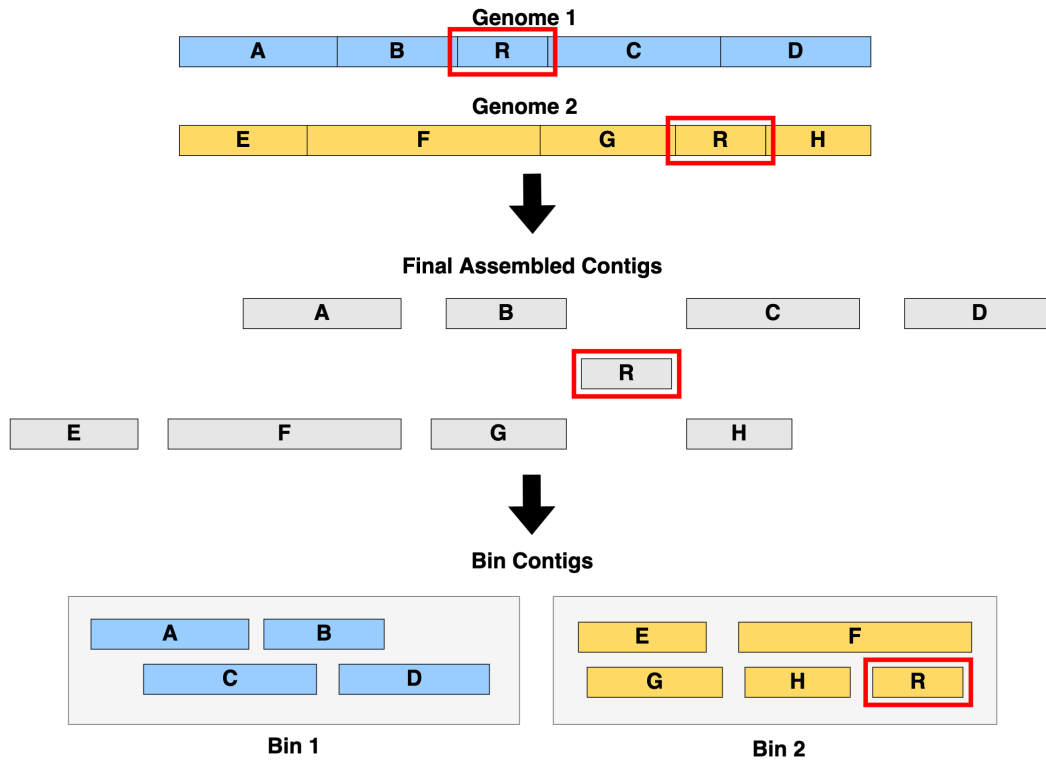 Genome 1
A B R C D
Genome 2
E F G R H
Final Assembled Contigs
A B C D
R
E F G H
Bin Contigs
A B
C D
E F
G H R
Bin 1
Bin 2